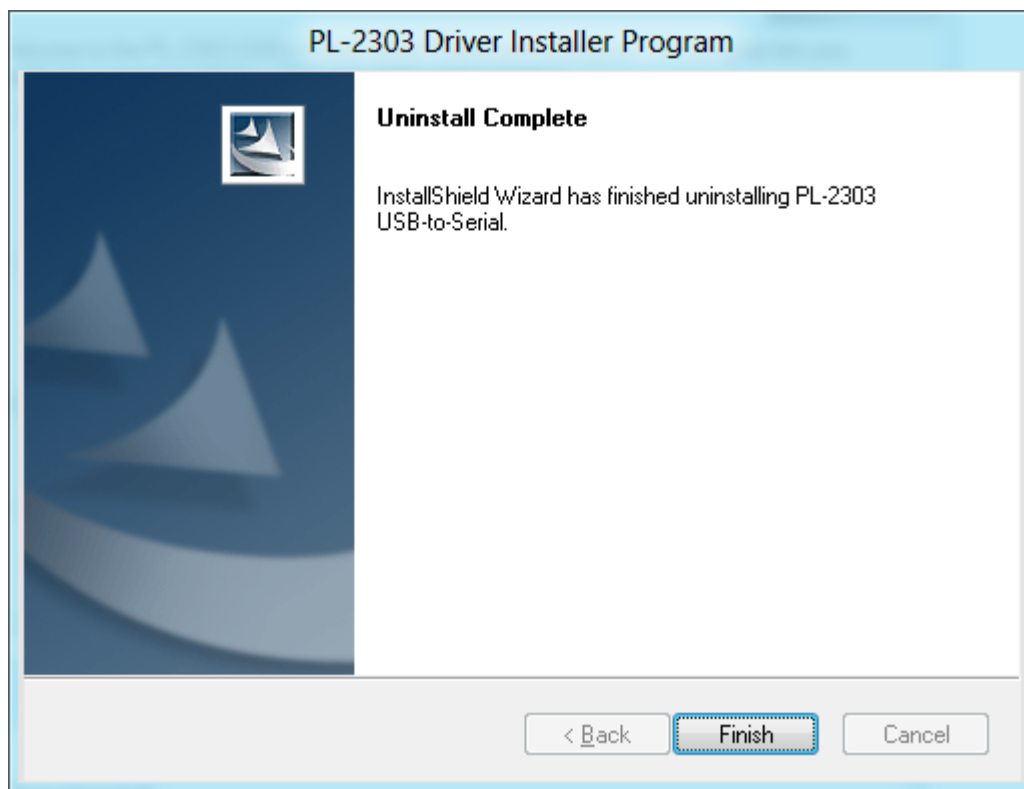 PL-2303 Driver Installer Program
Uninstall Complete
InstallShield Wizard has finished uninstalling PL-2303
USB-to-Serial.
< Back
Finish
Cancel